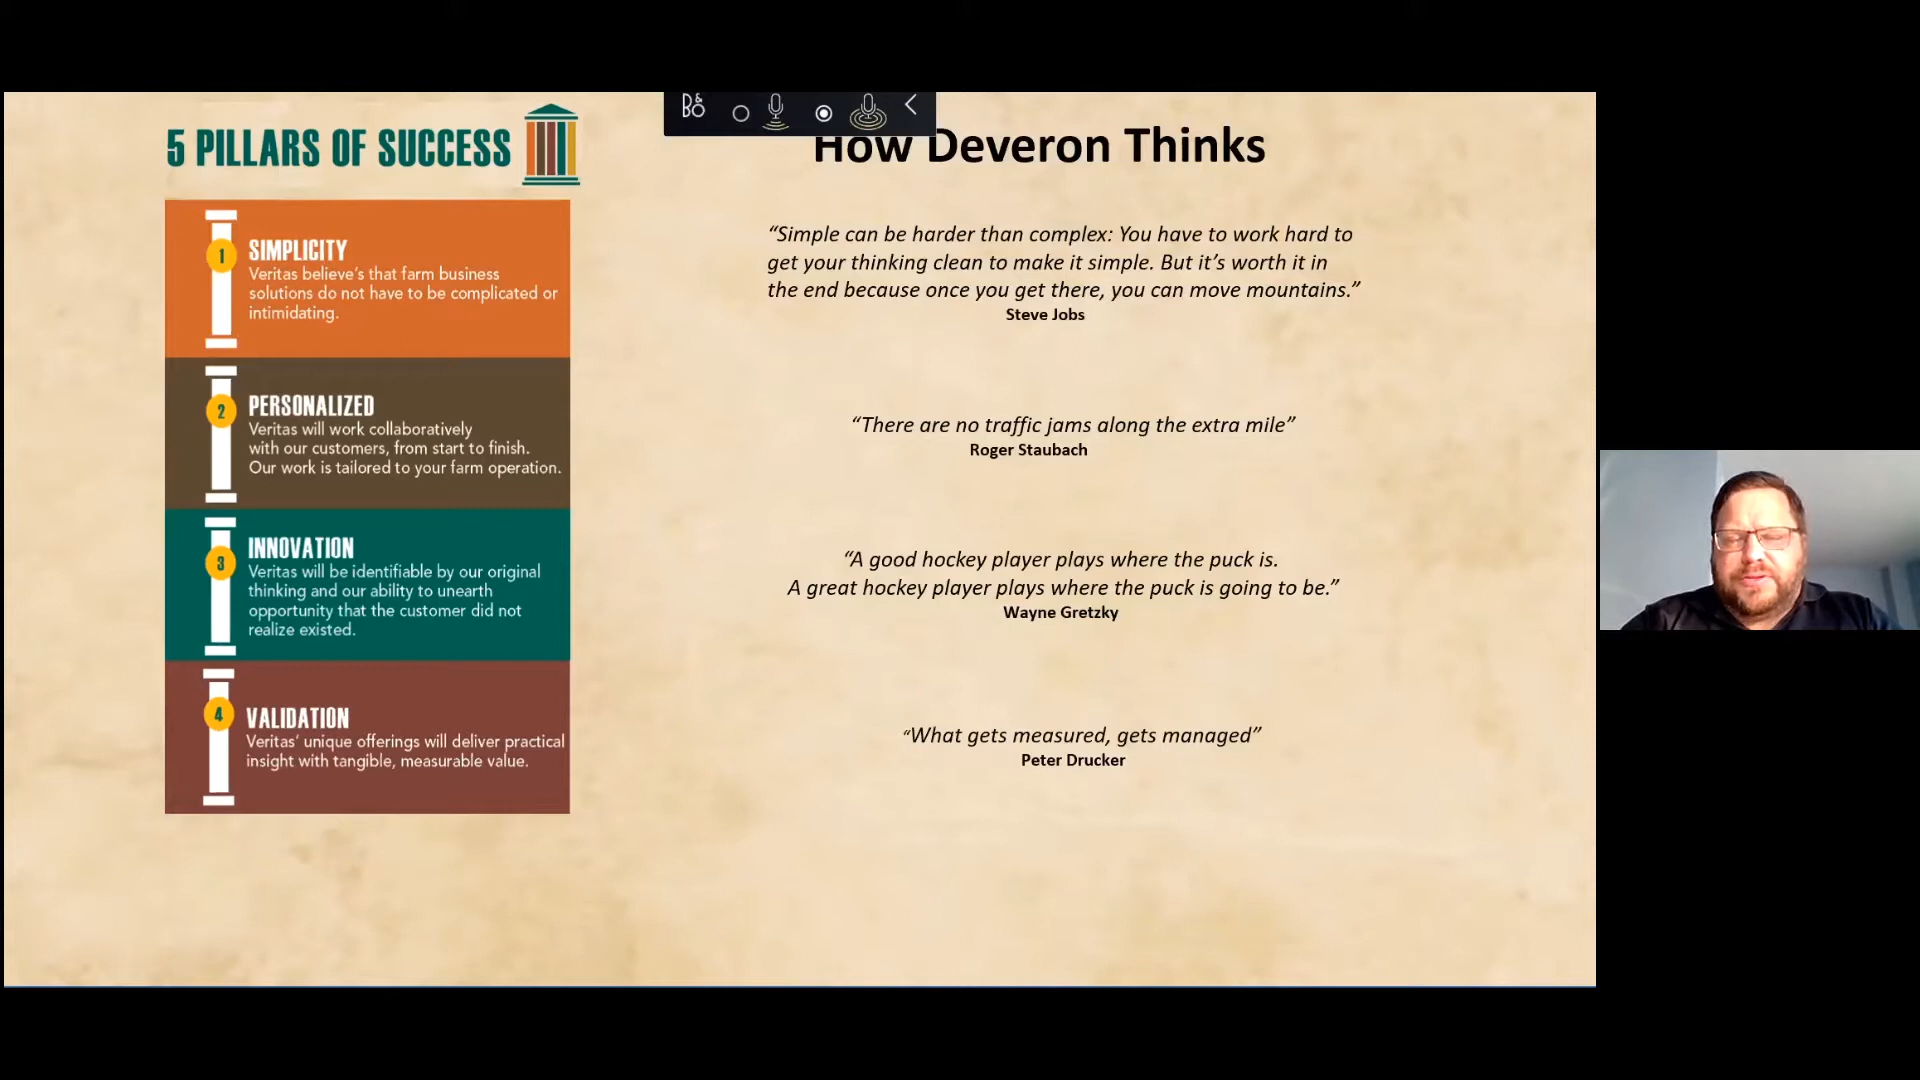 B&O
5 PILLARS OF SUCCESS
1
SIMPLICITY
Veritas believe's that farm business
solutions do not have to be complicated or
intimidating.
2
PERSONALIZED
Veritas will work collaboratively
with our customers, from start to finish.
Our work is tailored to your farm operation.
3
INNOVATION
Veritas will be identifiable by our original
thinking and our ability to unearth
opportunity that the customer did not
realize existed.
4
VALIDATION
Veritas' unique offerings will deliver practical
insight with tangible, measurable value.
How Deveron Thinks
“Simple can be harder than complex: You have to work hard to
get your thinking clean to make it simple. But it’s worth it in
the end because once you get there, you can move mountains.”
Steve Jobs
“There are no traffic jams along the extra mile”
Roger Staubach
“A good hockey player plays where the puck is.
A great hockey player plays where the puck is going to be.”
Wayne Gretzky
“What gets measured, gets managed”
Peter Drucker